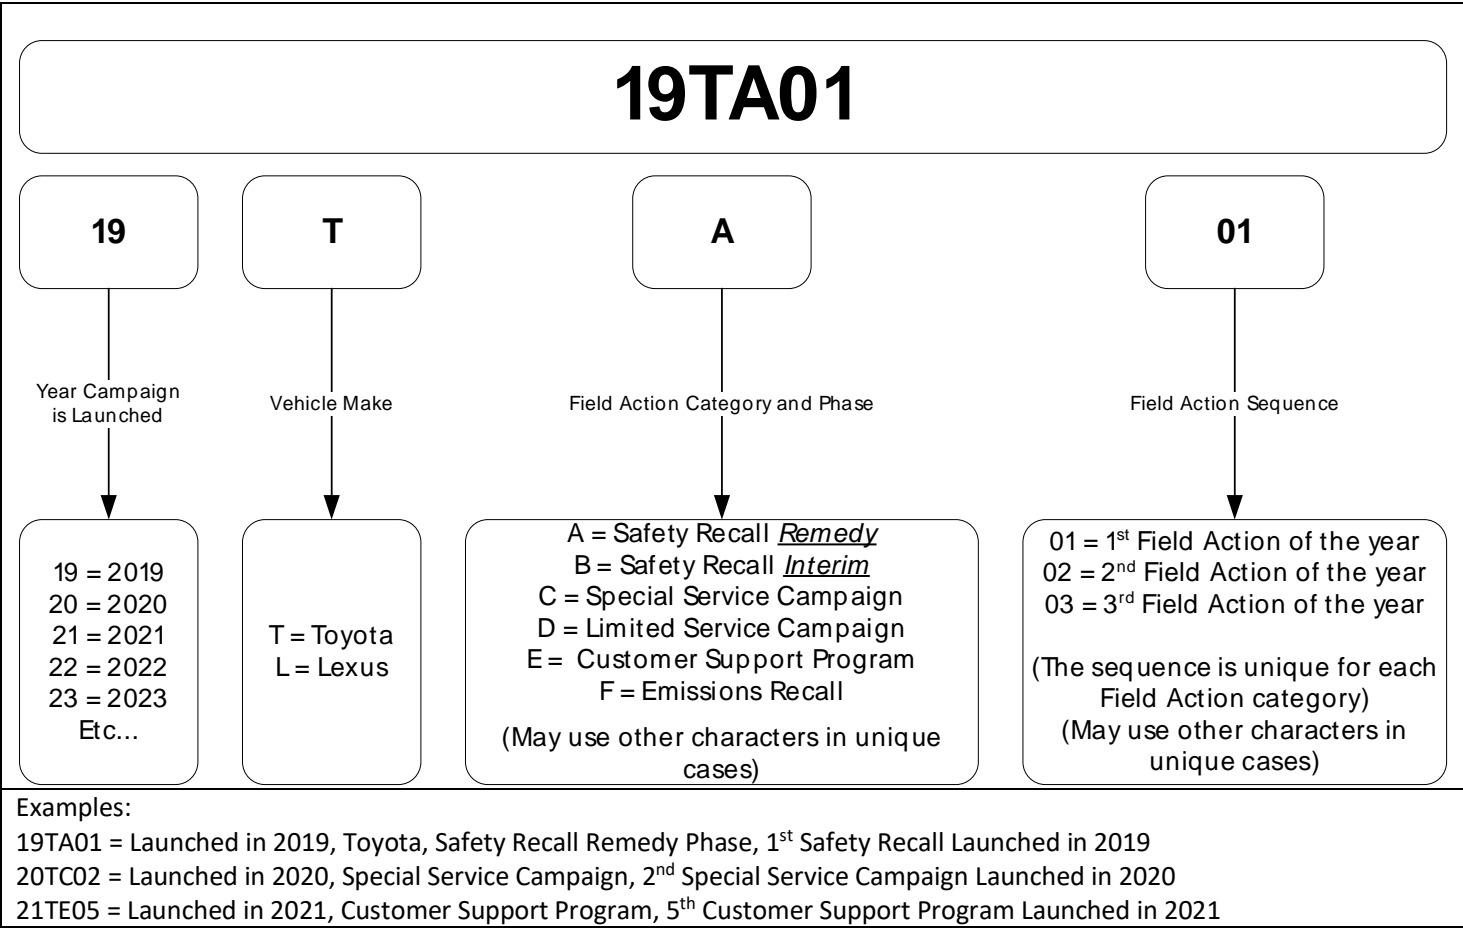 19TA01
19
T
A
01
Year Campaign
is Launched
Vehicle Make
Field Action Category and Phase
Field Action Sequence
19 = 2019
20 = 2020
21 = 2021
22 = 2022
23 = 2023
Etc...
T = Toyota
L = Lexus
A = Safety Recall Remedy
B = Safety Recall Interim
C = Special Service Campaign
D = Limited Service Campaign
E = Customer Support Program
F = Emissions Recall
(May use other characters in unique
cases)
01 = 1st Field Action of the year
02 = 2nd Field Action of the year
03 = 3rd Field Action of the year
(The sequence is unique for each
Field Action category)
(May use other characters in
unique cases)
Examples:
19TA01 = Launched in 2019, Toyota, Safety Recall Remedy Phase, 1st Safety Recall Launched in 2019
20TC02 = Launched in 2020, Special Service Campaign, 2nd Special Service Campaign Launched in 2020
21TE05 = Launched in 2021, Customer Support Program, 5th Customer Support Program Launched in 2021